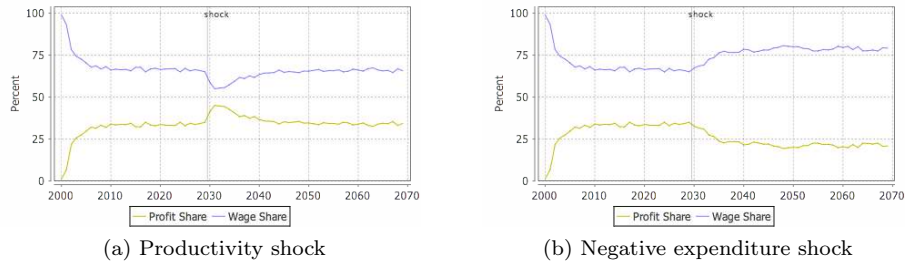 shock
100
75
50
25
0
Percent
2000 2010 2020 2030 2040 2050 2060 2070
Profit Share Wage Share
(a) Productivity shock
shock
100
75
50
25
0
Percent
2000 2010 2020 2030 2040 2050 2060 2070
Profit Share Wage Share
(b) Negative expenditure shock